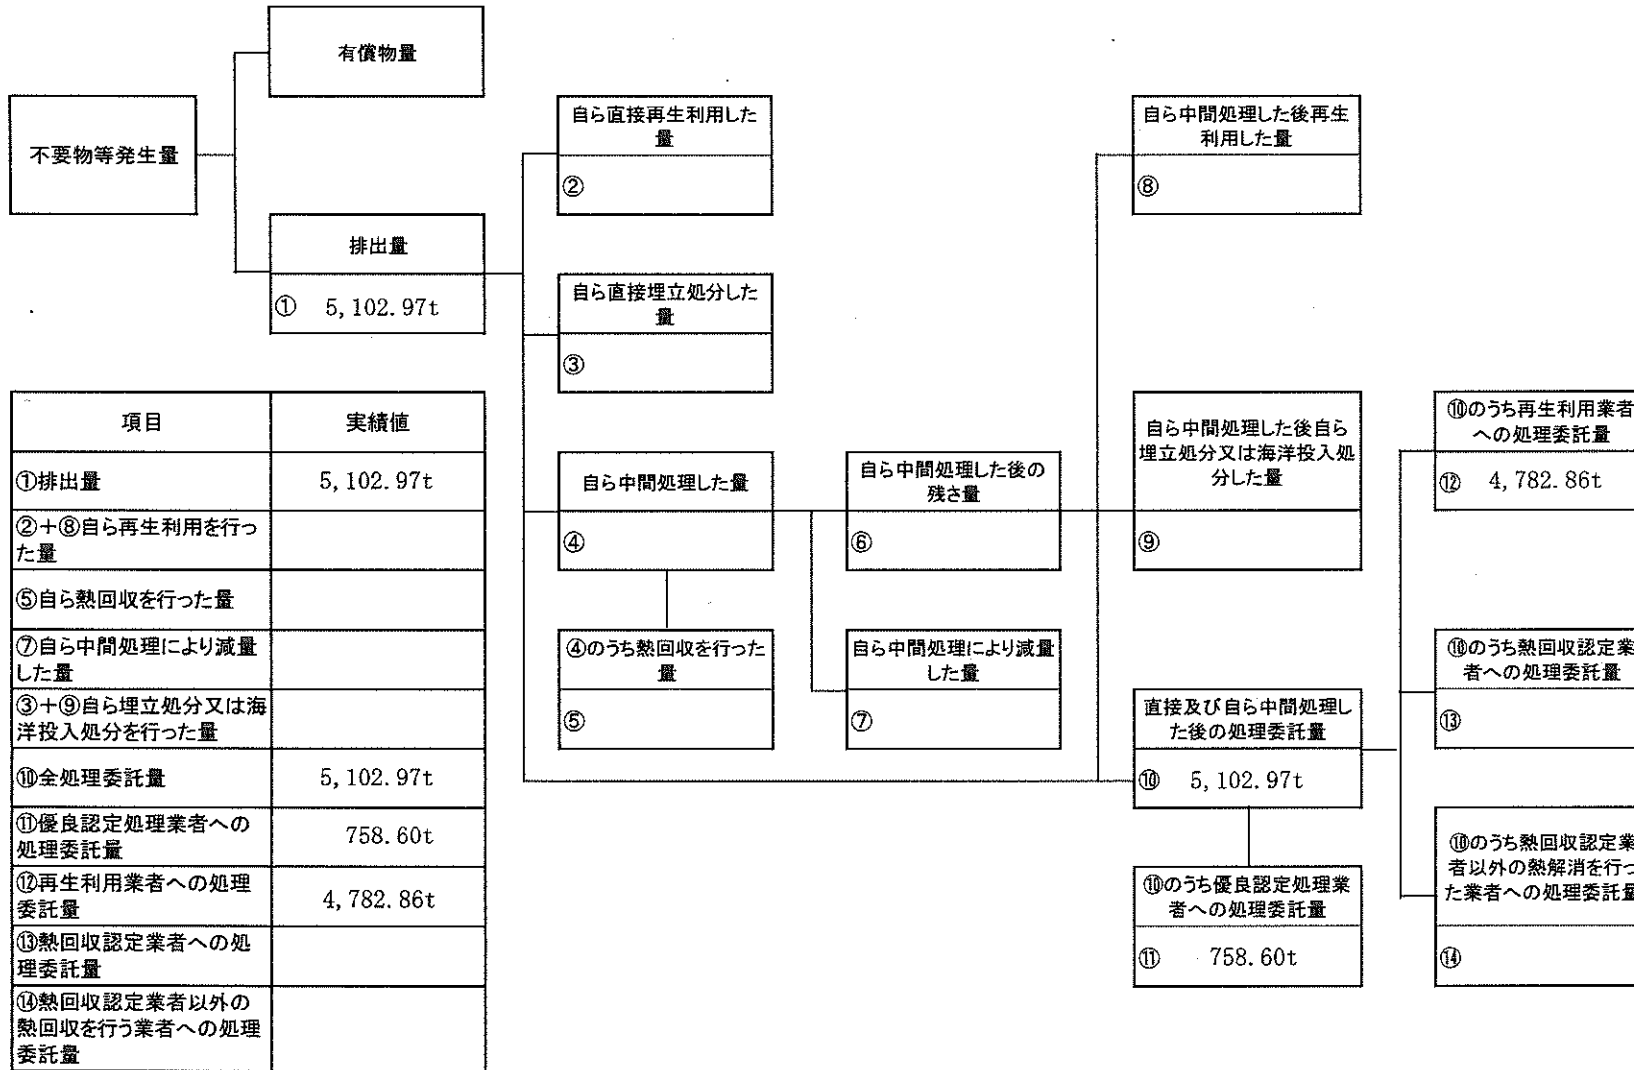 有償物量
不要物等発生量
排出量
① 5,102.97t
自ら直接再生利用した
量
②
自ら直接埋立処分した
量
③
自ら中間処理した量
④
④のうち熱回収を行った
量
⑤
自ら中間処理した後の
残さ量
⑥
自ら中間処理により減量
した量
⑦
自ら中間処理した後再生
利用した量
⑧
自ら中間処理した後自ら
埋立処分又は海洋投入処
分した量
⑨
直接及び自ら中間処理し
た後の処理委託量
⑩ 5,102.97t
⑩のうち優良認定処理業
者への処理委託量
⑪ 758.60t
⑩のうち再生利用業者
への処理委託量
⑫ 4,782.86t
⑩のうち熱回収認定業
者への処理委託量
⑬
⑩のうち熱回収認定業
者以外の熱解消を行っ
た業者への処理委託量
⑭
項目 実績値
①排出量 5,102.97t
②+⑧自ら再生利用を行っ
た量
⑤自ら熱回収を行った量
⑦自ら中間処理により減量
した量
③+⑨自ら埋立処分又は海
洋投入処分を行った量
⑩全処理委託量 5,102.97t
⑪優良認定処理業者への
処理委託量 758.60t
⑫再生利用業者への処理
委託量 4,782.86t
⑬熱回収認定業者への処
理委託量
⑭熱回収認定業者以外の
熱回収を行う業者への処理
委託量